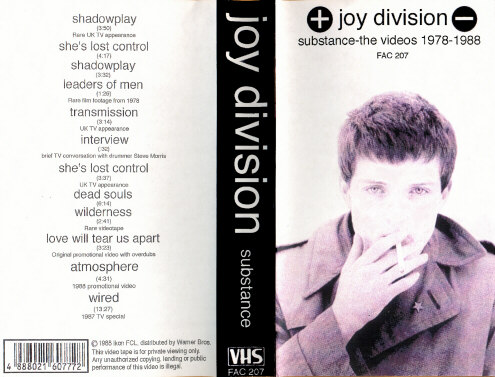 shadowplay
(3:50)
Rare UK TV appearance
she's lost control
(4:17)
shadowplay
(3:32)
leaders of men
(1:26)
Rare film footage from 1978
transmission
(3:14)
UK TV appearance
interview
(:32)
brief TV conversation with drummer Steve Morris
she's lost control
(3:37)
UK TV appearance
dead souls
(6:14)
wilderness
(2:41)
Rare videotape
love will tear us apart
(3:23)
Original promotional video with overdubs
atmosphere
(4:31)
1988 promotional video
wired
(13:27)
1987 TV special
4 888021 607772
© 1988 Ikon FCL, distributed by Warner Bros.
This video tape is for private viewing only.
Any unauthorized copying, lending or public
performance of this video is illegal.
joy division
substance
VHS
FAC 207
+ joy division −
substance-the videos 1978-1988
FAC 207